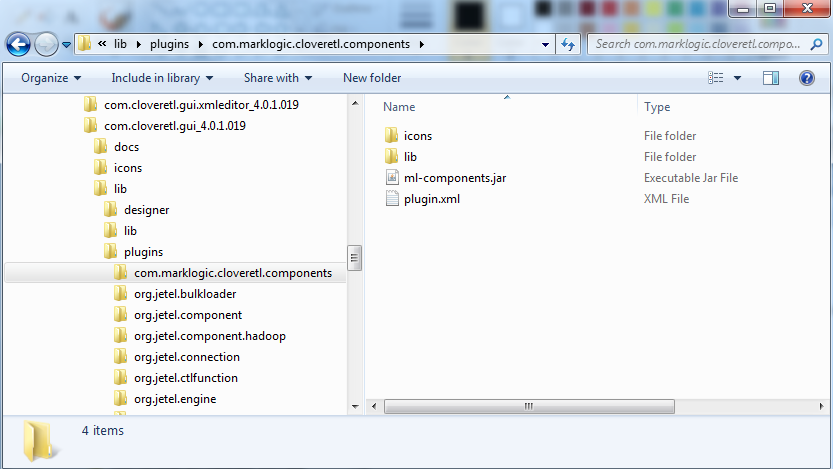 « lib plugins com.marklogic.cloveretl.components
Search com.marklogic.cloveretl.compo...
Organize Include in library Share with New folder
com.cloveretl.gui.xmleditor_4.0.1.019
com.cloveretl.gui_4.0.1.019
docs
icons
lib
designer
lib
plugins
com.marklogic.cloveretl.components
org.jetel.bulkloader
org.jetel.component
org.jetel.component.hadoop
org.jetel.connection
org.jetel.ctlfunction
org.jetel.engine
Name Type
icons File folder
lib File folder
ml-components.jar Executable Jar File
plugin.xml XML File
4 items